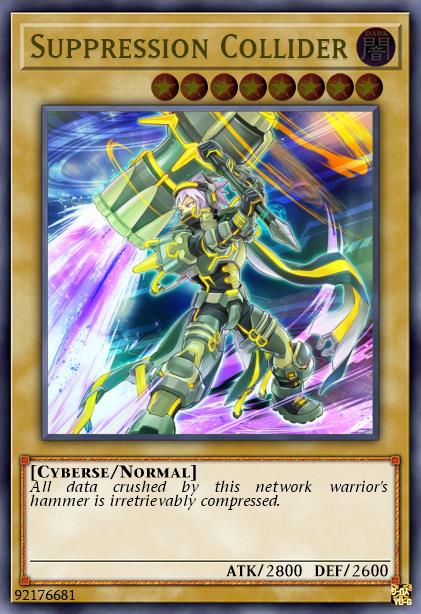 SUPPRESSION COLLIDER
DARK
闇
[CYBERSE/NORMAL]
All data crushed by this network warrior's
hammer is irretrievably compressed.
ATK/2800 DEF/2600
92176681